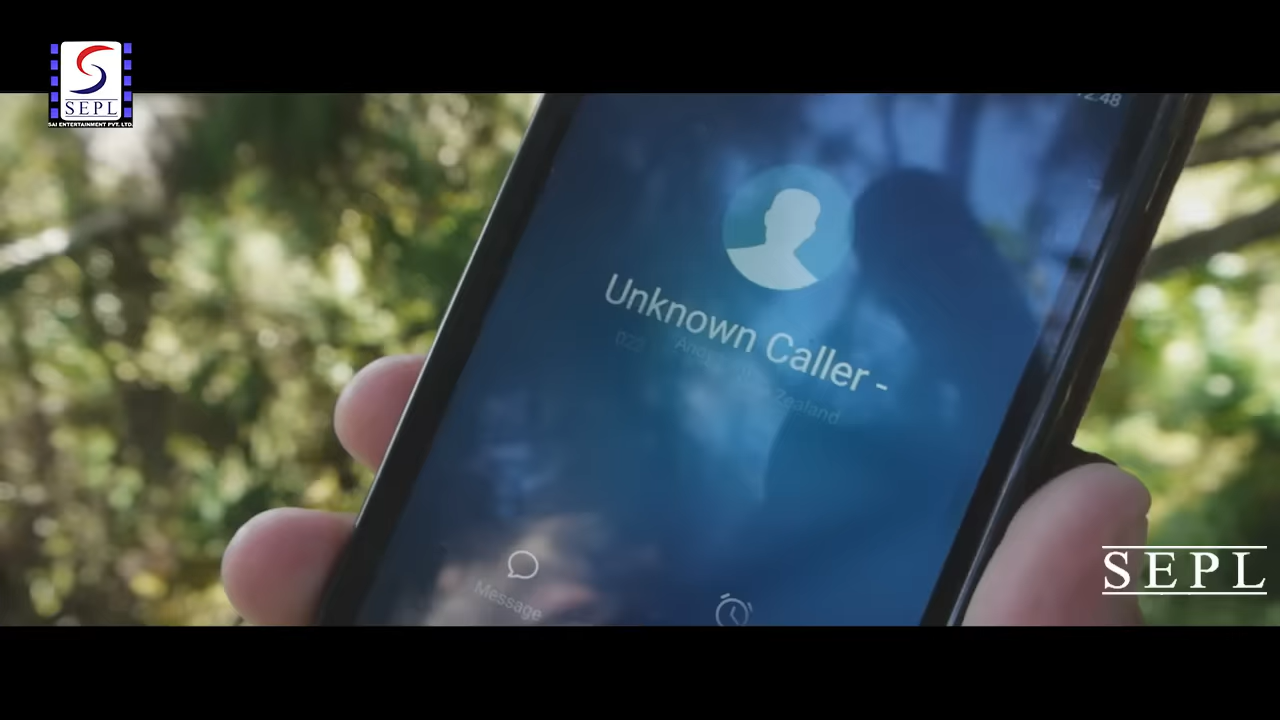 SEPL
SAI ENTERTAINMENT PVT. LTD.
12:48
Unknown Caller -
Zealand
Message
SEPL